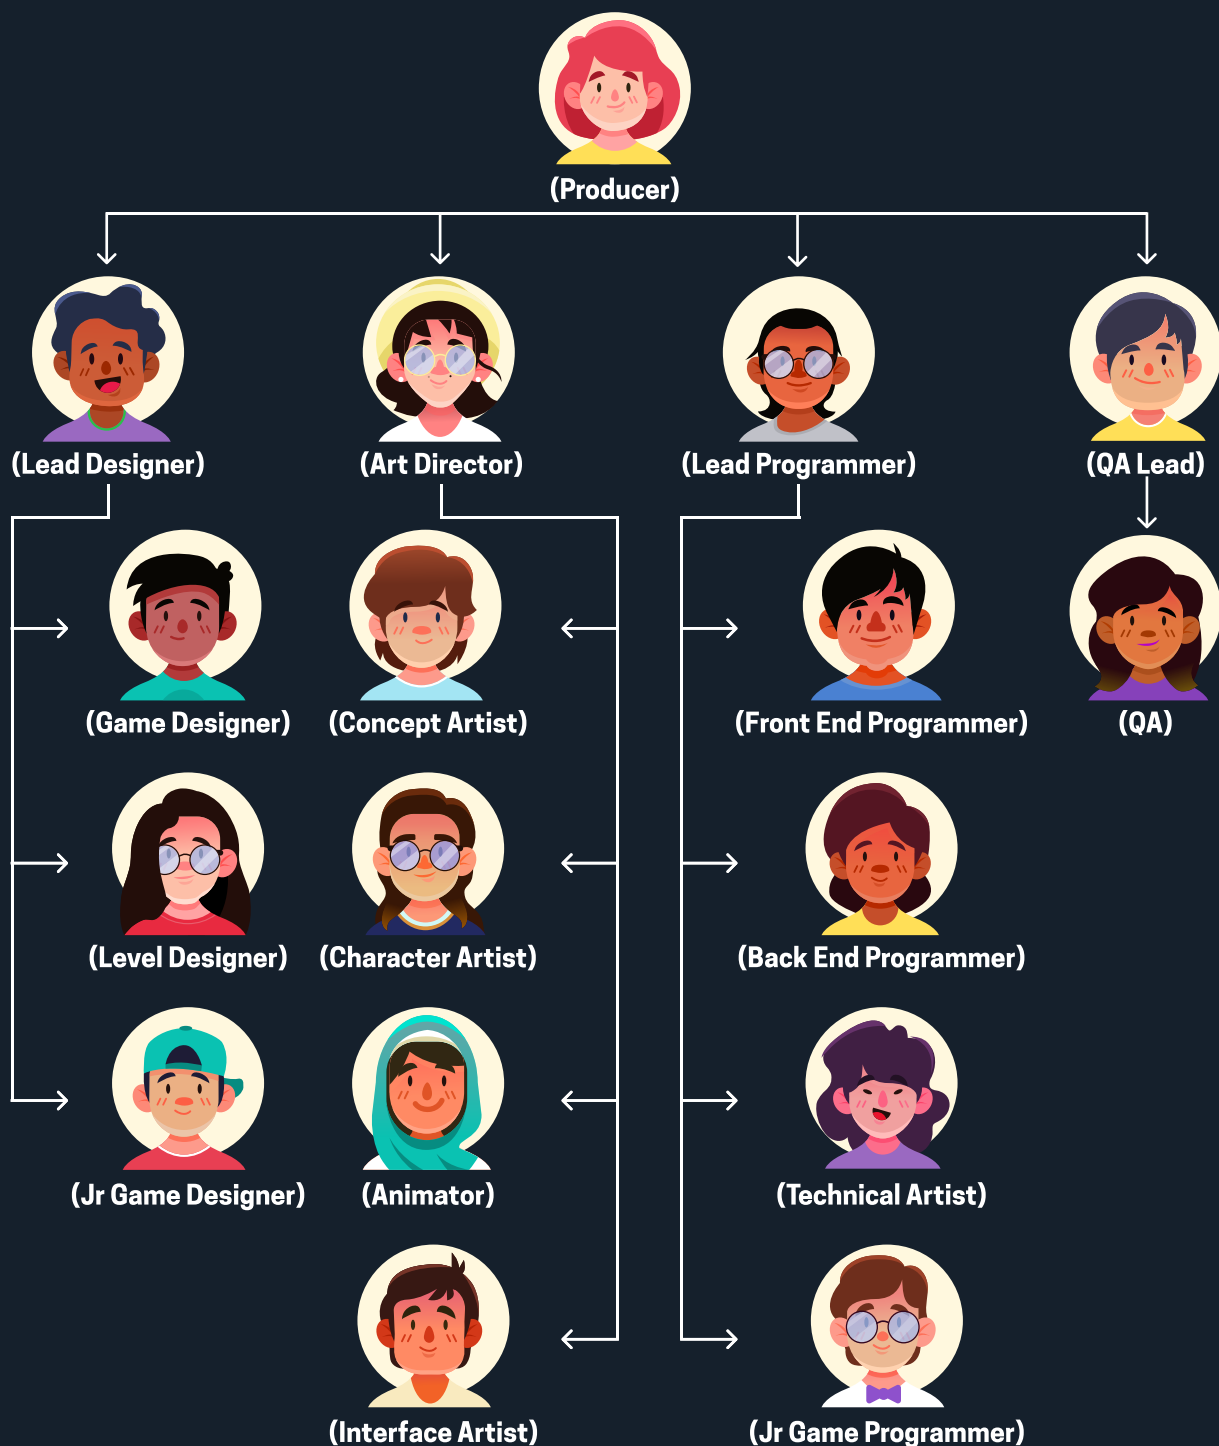 (Producer)
(Lead Designer)
(Art Director)
(Lead Programmer)
(QA Lead)
(Game Designer)
(Concept Artist)
(Front End Programmer)
(QA)
(Level Designer)
(Character Artist)
(Back End Programmer)
(Jr Game Designer)
(Animator)
(Technical Artist)
(Interface Artist)
(Jr Game Programmer)